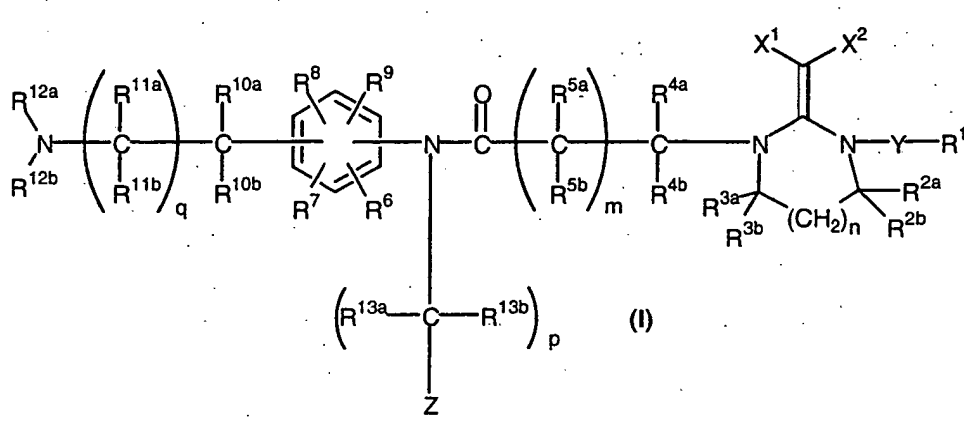 X¹ X²
R¹²ᵃ R¹¹ᵃ R¹⁰ᵃ R⁸ R⁹ O R⁵ᵃ R⁴ᵃ
N C C N C C C N N Y R¹
R¹²ᵇ R¹¹ᵇ q R¹⁰ᵇ R⁷ R⁶ R⁵ᵇ m R⁴ᵇ R³ᵃ R³ᵇ (CH₂)ₙ R²ᵃ R²ᵇ
(R¹³ᵃ C R¹³ᵇ)p (I)
Z